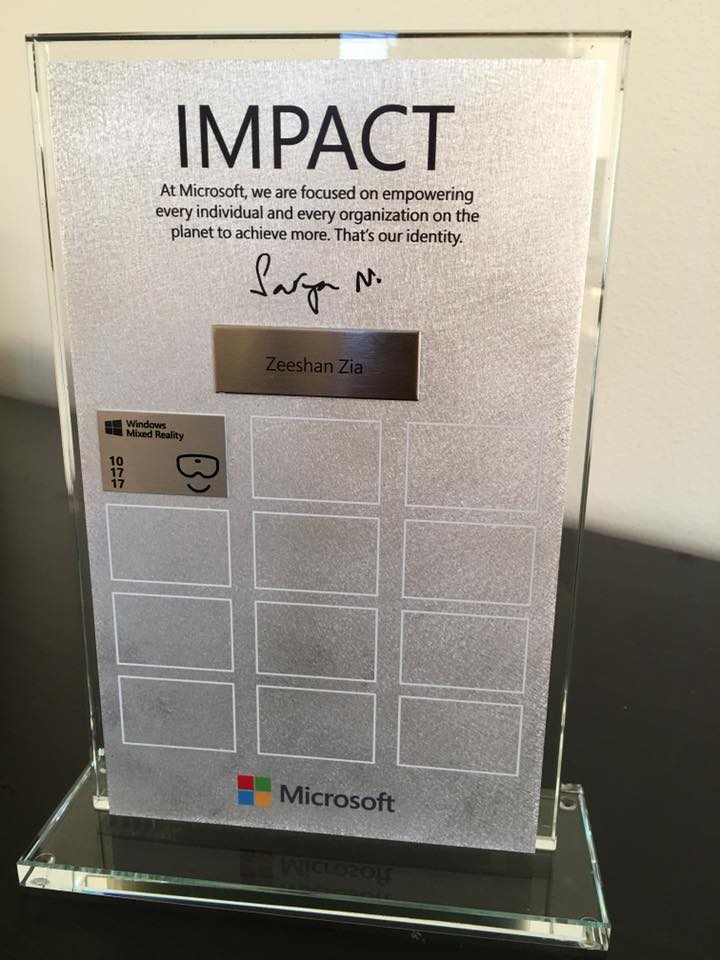 IMPACT
At Microsoft, we are focused on empowering
every individual and every organization on the
planet to achieve more. That's our identity.
Satya N.
Zeeshan Zia
Windows
Mixed Reality
10
17
17
Microsoft